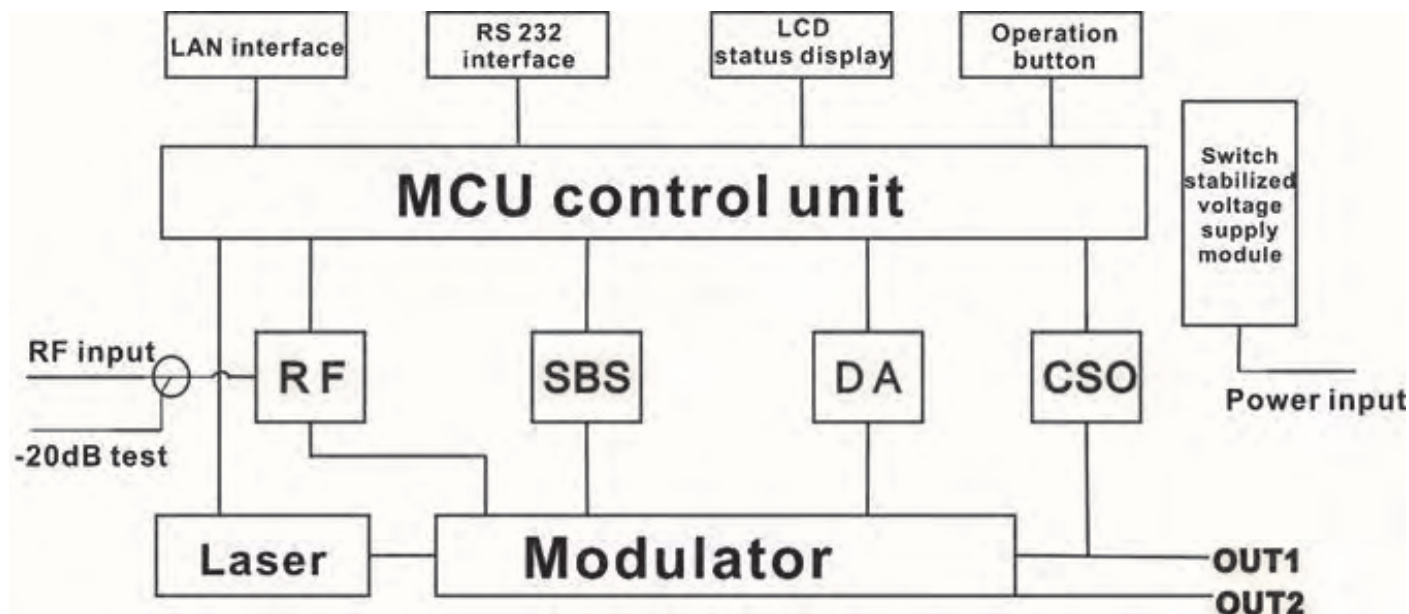 LAN interface
RS 232
interface
LCD
status display
Operation
button
MCU control unit
Switch
stabilized
voltage
supply
module
RF input
-20dB test
RF
SBS
DA
CSO
Power input
Laser
Modulator
OUT1
OUT2